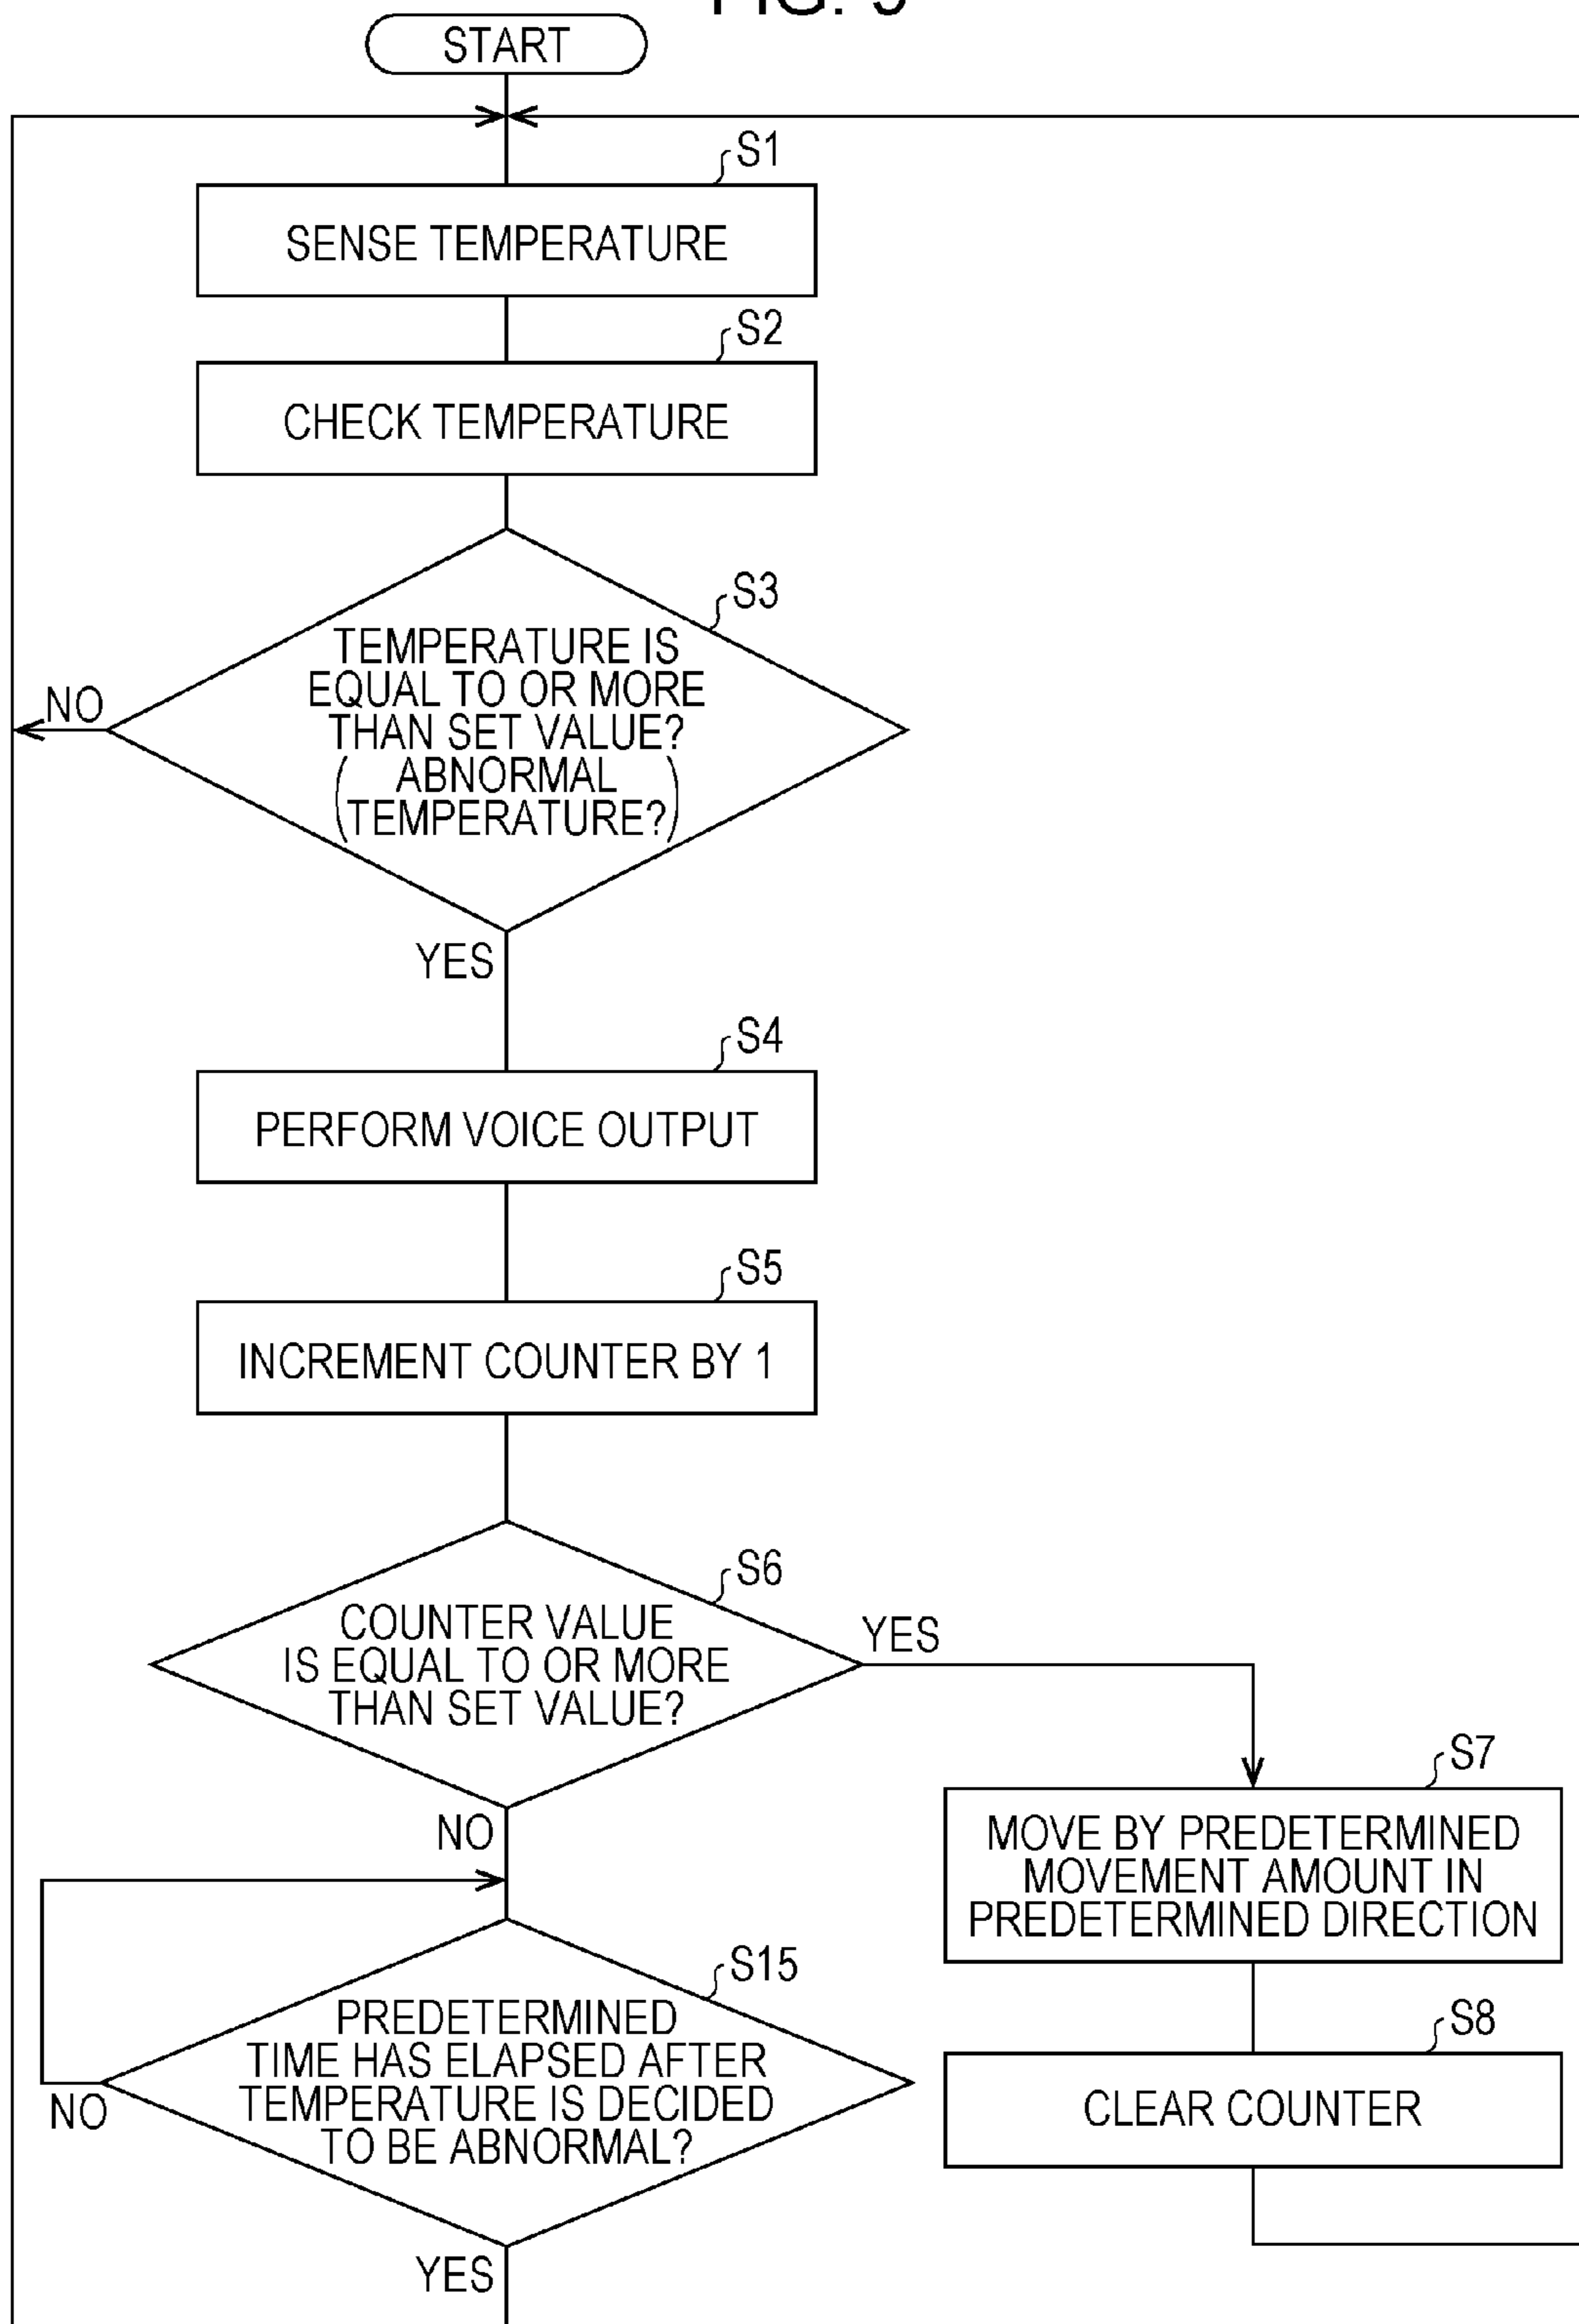 START
S1
SENSE TEMPERATURE
S2
CHECK TEMPERATURE
S3
TEMPERATURE IS
EQUAL TO OR MORE
THAN SET VALUE?
( ABNORMAL
TEMPERATURE? )
NO
YES
S4
PERFORM VOICE OUTPUT
S5
INCREMENT COUNTER BY 1
S6
COUNTER VALUE
IS EQUAL TO OR MORE
THAN SET VALUE?
YES
NO
S7
MOVE BY PREDETERMINED
MOVEMENT AMOUNT IN
PREDETERMINED DIRECTION
S8
CLEAR COUNTER
S15
PREDETERMINED
TIME HAS ELAPSED AFTER
TEMPERATURE IS DECIDED
TO BE ABNORMAL?
NO
YES